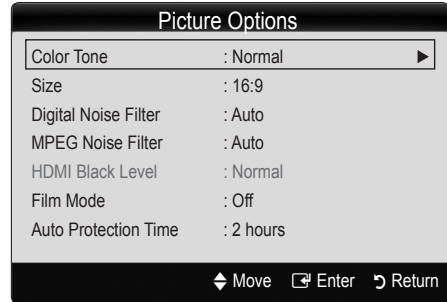 Picture Options
Color Tone : Normal ▶
Size : 16:9
Digital Noise Filter : Auto
MPEG Noise Filter : Auto
HDMI Black Level : Normal
Film Mode : Off
Auto Protection Time : 2 hours
Move Enter Return